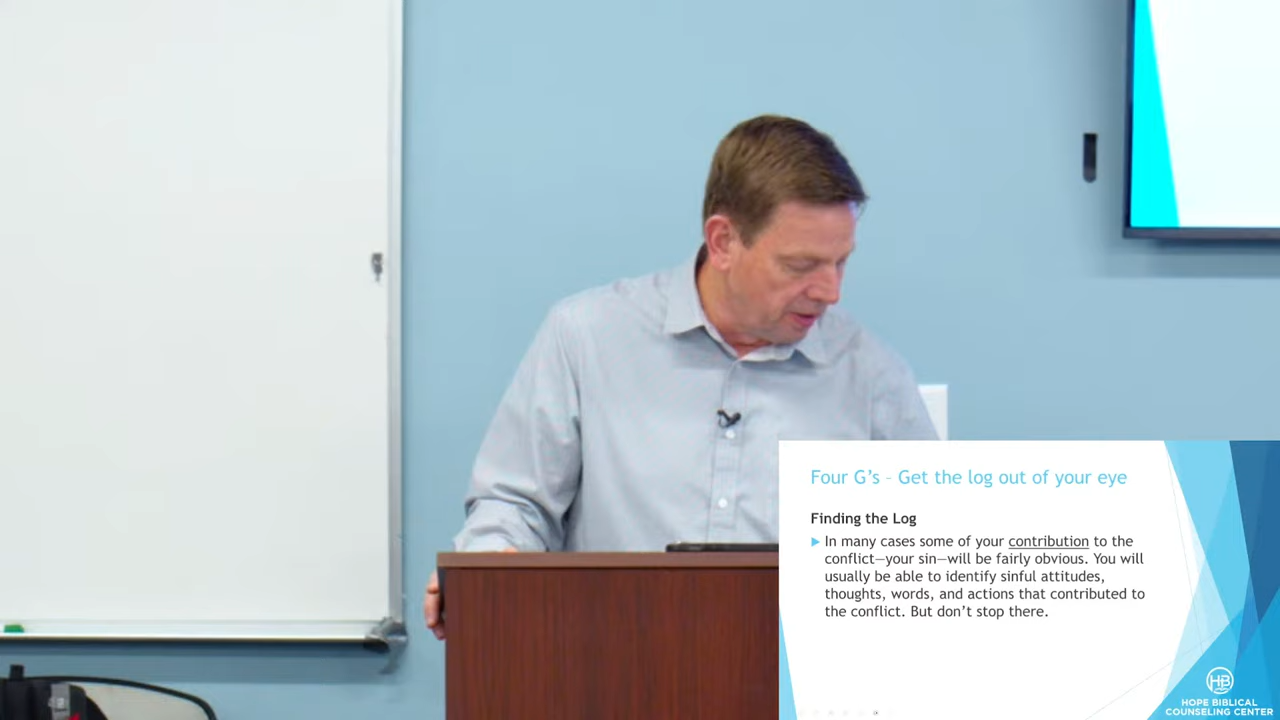 Four G’s – Get the log out of your eye
Finding the Log
In many cases some of your contribution to the
conflict—your sin—will be fairly obvious. You will
usually be able to identify sinful attitudes,
thoughts, words, and actions that contributed to
the conflict. But don’t stop there.
HB
HOPE BIBLICAL
COUNSELING CENTER